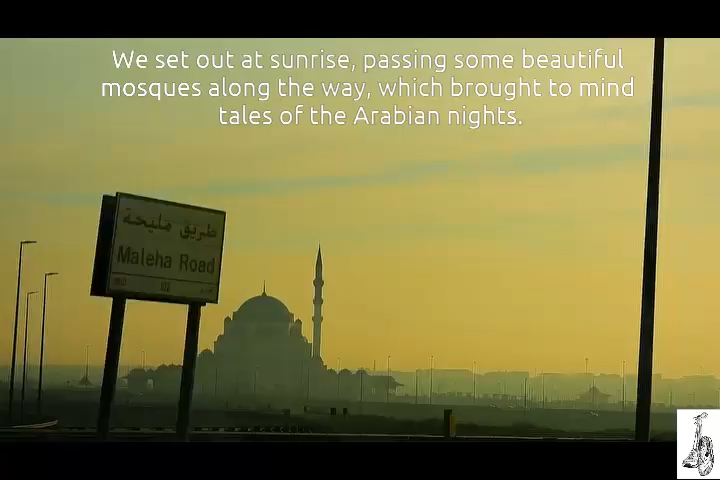 We set out at sunrise, passing some beautiful
mosques along the way, which brought to mind
tales of the Arabian nights.
طريق مليحة
Maleha Road
102